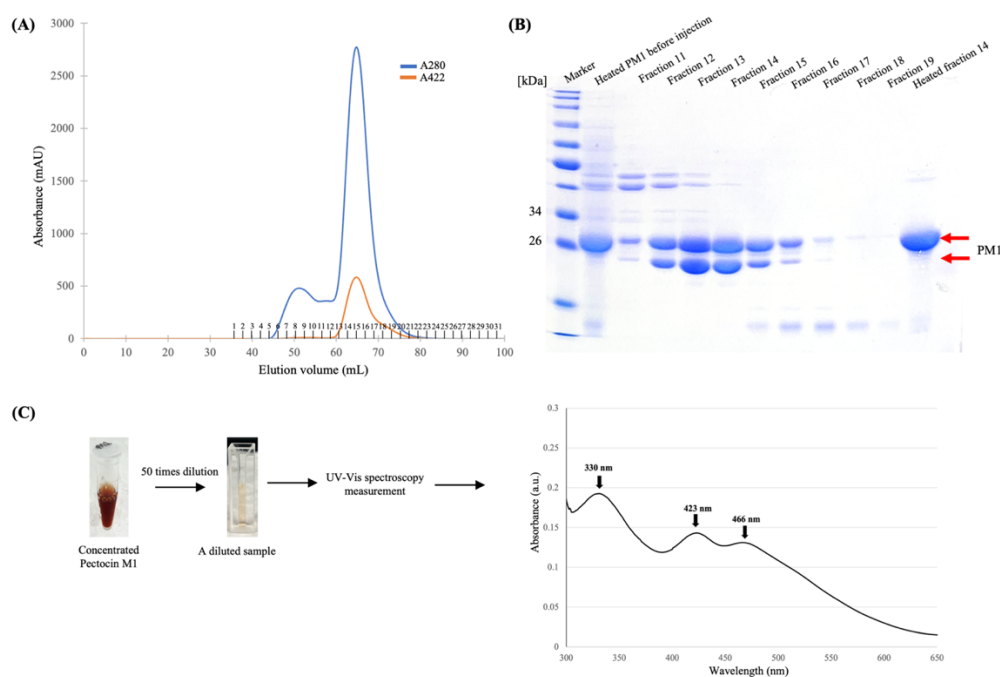 (A)
3000
2500
2000
1500
1000
500
0
Absorbance (mAU)
A280
A422
1 2 3 4 5 6 7 8 9 10 11 12 13 14 15 16 17 18 19 20 21 22 23 24 25 26 27 28 29 30 31
0 10 20 30 40 50 60 70 80 90 100
Elution volume (mL)
(B)
[kDa]
Marker
Heated PM1 before injection
Fraction 11
Fraction 12
Fraction 13
Fraction 14
Fraction 15
Fraction 16
Fraction 17
Fraction 18
Fraction 19
Heated fraction 14
34
26
PM1
(C)
Concentrated
Pectocin M1
50 times dilution
A diluted sample
UV-Vis spectroscopy
measurement
0.3
0.25
0.2
0.15
0.1
0.05
0
Absorbance (a.u.)
330 nm
423 nm
466 nm
300 350 400 450 500 550 600 650
Wavelength (nm)